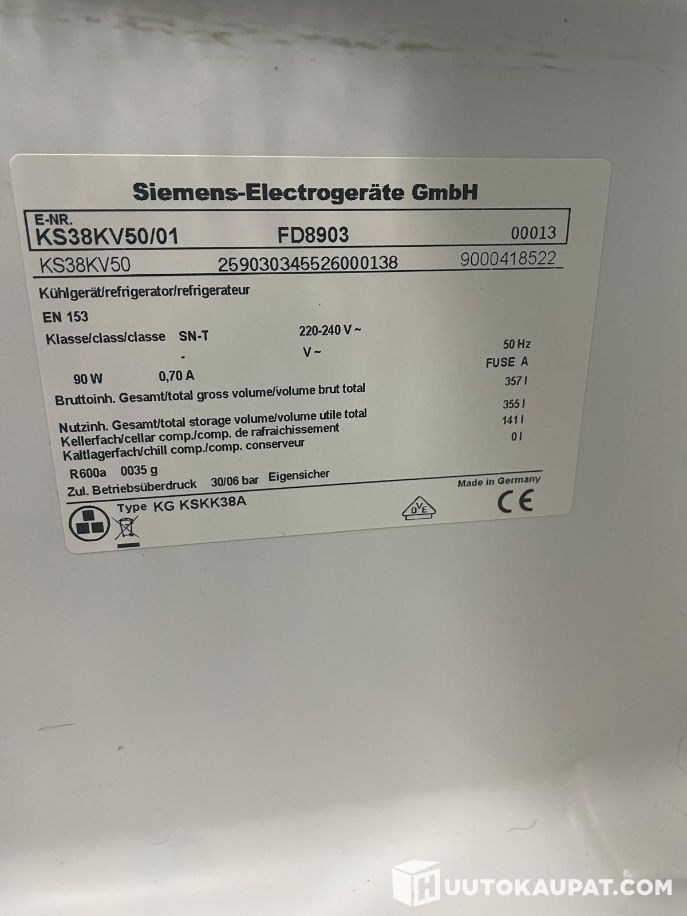 Siemens-Electrogeräte GmbH
E-NR.
KS38KV50/01 FD8903 00013
KS38KV50 259030345526000138 9000418522
Kühlgerät/refrigerator/refrigerateur
EN 153
Klasse/class/classe SN-T 220-240 V ~ 50 Hz
- V ~ FUSE A
90 W 0,70 A
Bruttoinh. Gesamt/total gross volume/volume brut total 357 l
Nutzinh. Gesamt/total storage volume/volume utile total 355 l
Kellerfach/cellar comp./comp. de rafraichissement 141 l
Kaltlagerfach/chill comp./comp. conserveur 0 l
R600a 0035 g
Zul. Betriebsüberdruck 30/06 bar Eigensicher
Made in Germany
Type KG KSKK38A
DVE
CE
HUUTOKAUPAT.COM